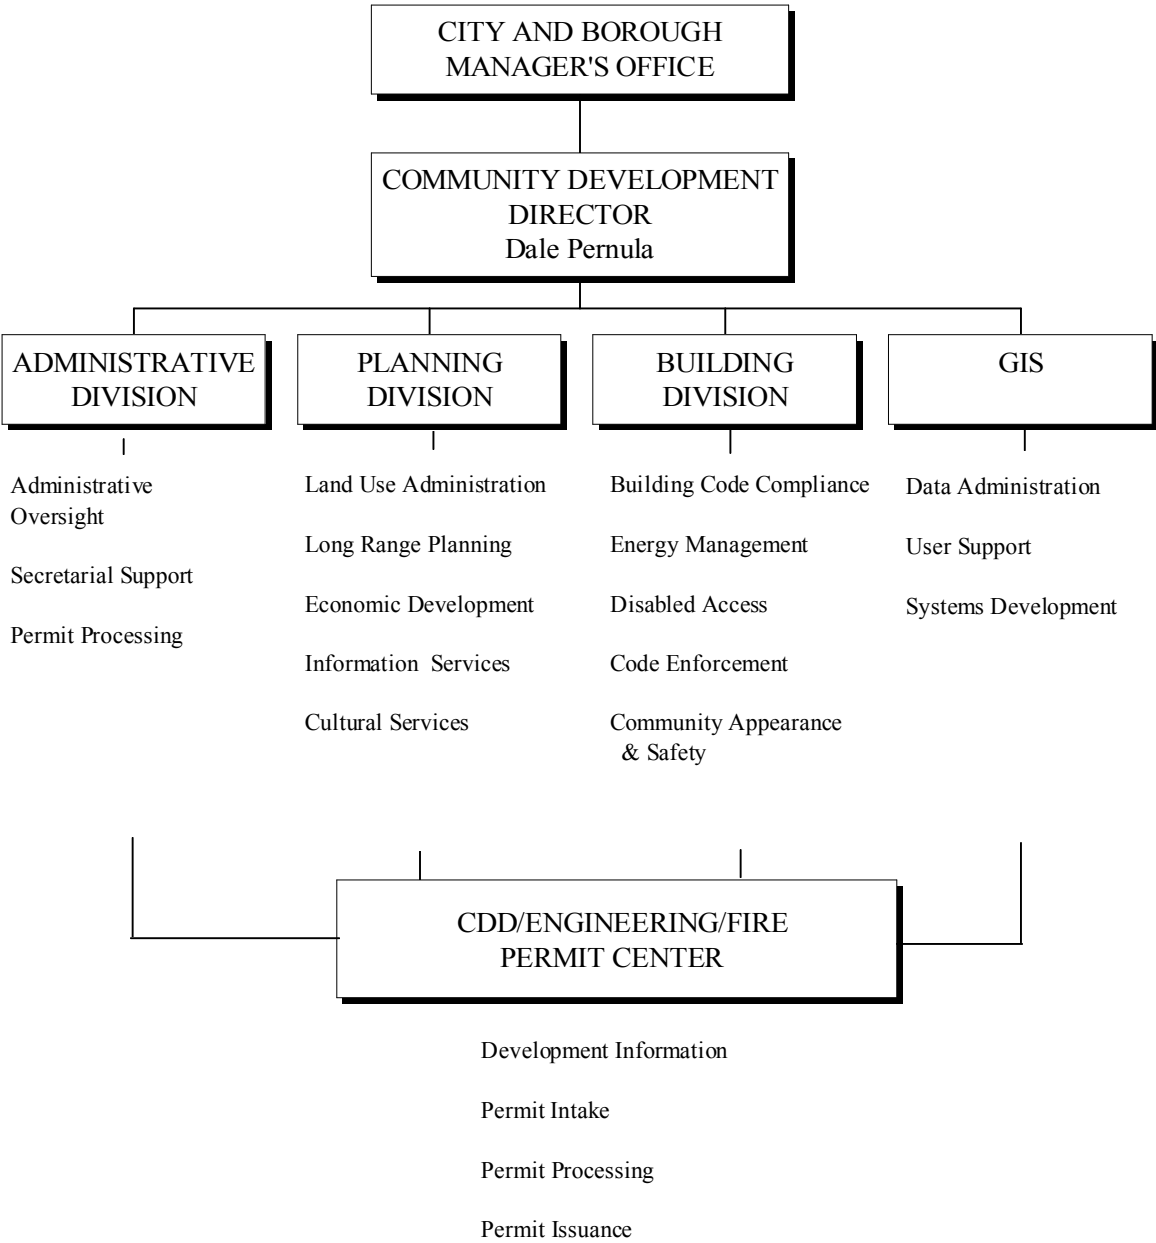 CITY AND BOROUGH
MANAGER'S OFFICE
COMMUNITY DEVELOPMENT
DIRECTOR
Dale Pernula
ADMINISTRATIVE
DIVISION
Administrative
Oversight
Secretarial Support
Permit Processing
PLANNING
DIVISION
Land Use Administration
Long Range Planning
Economic Development
Information Services
Cultural Services
BUILDING
DIVISION
Building Code Compliance
Energy Management
Disabled Access
Code Enforcement
Community Appearance
& Safety
GIS
Data Administration
User Support
Systems Development
CDD/ENGINEERING/FIRE
PERMIT CENTER
Development Information
Permit Intake
Permit Processing
Permit Issuance